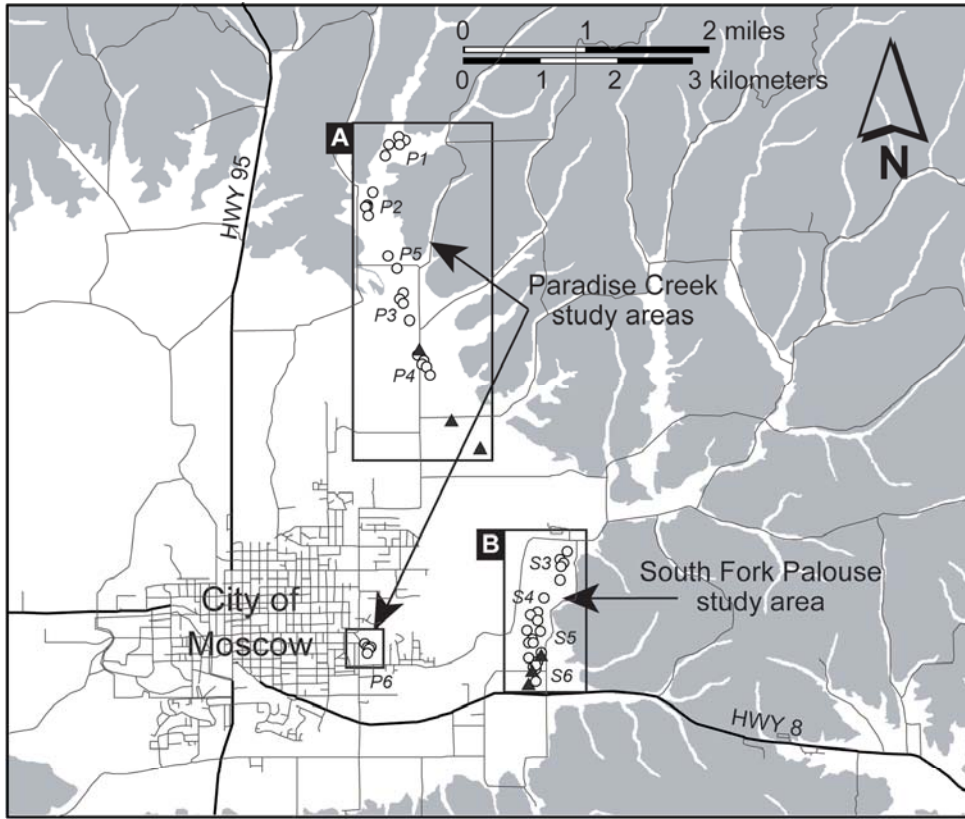 0 1 2 miles
0 1 2 3 kilometers
N
HWY 95
A
P1
P2
P5
P3
P4
Paradise Creek
study areas
B
S3
S4
S5
S6
South Fork Palouse
study area
City of
Moscow
P6
HWY 8